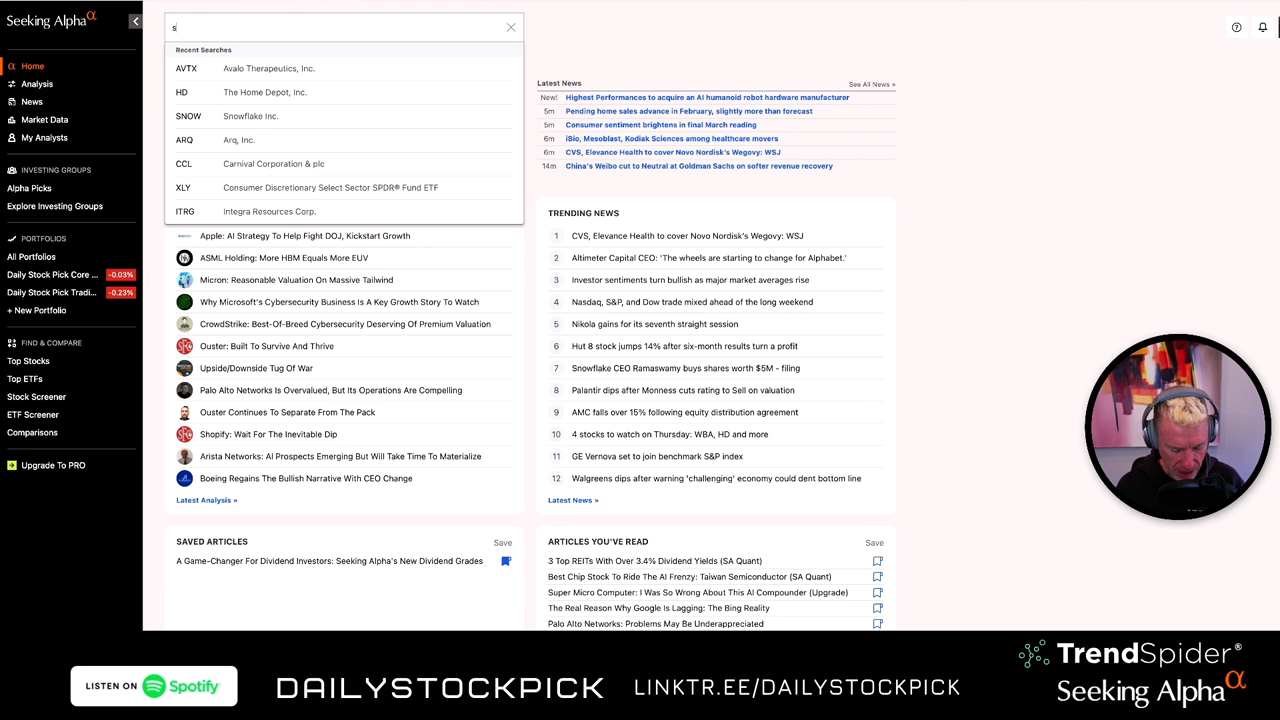 Seeking Alpha α
Home
Analysis
News
Market Data
My Analysts
INVESTING GROUPS
Alpha Picks
Explore Investing Groups
PORTFOLIOS
All Portfolios
Daily Stock Pick Core ... -0.03%
Daily Stock Pick Tradi... -0.23%
+ New Portfolio
FIND & COMPARE
Top Stocks
Top ETFs
Stock Screener
ETF Screener
Comparisons
Upgrade To PRO
s
Recent Searches
AVTX Avalo Therapeutics, Inc.
HD The Home Depot, Inc.
SNOW Snowflake Inc.
ARQ Arq, Inc.
CCL Carnival Corporation & plc
XLY Consumer Discretionary Select Sector SPDR® Fund ETF
ITRG Integra Resources Corp.
Apple: AI Strategy To Help Fight DOJ, Kickstart Growth
ASML Holding: More HBM Equals More EUV
Micron: Reasonable Valuation On Massive Tailwind
Why Microsoft's Cybersecurity Business Is A Key Growth Story To Watch
CrowdStrike: Best-Of-Breed Cybersecurity Deserving Of Premium Valuation
Ouster: Built To Survive And Thrive
Upside/Downside Tug Of War
Palo Alto Networks Is Overvalued, But Its Operations Are Compelling
Ouster Continues To Separate From The Pack
Shopify: Wait For The Inevitable Dip
Arista Networks: AI Prospects Emerging But Will Take Time To Materialize
Boeing Regains The Bullish Narrative With CEO Change
Latest Analysis »
Latest News See All News »
New! Highest Performances to acquire an AI humanoid robot hardware manufacturer
5m Pending home sales advance in February, slightly more than forecast
5m Consumer sentiment brightens in final March reading
6m iBio, Mesoblast, Kodiak Sciences among healthcare movers
6m CVS, Elevance Health to cover Novo Nordisk's Wegovy: WSJ
14m China's Weibo cut to Neutral at Goldman Sachs on softer revenue recovery
TRENDING NEWS
1 CVS, Elevance Health to cover Novo Nordisk's Wegovy: WSJ
2 Altimeter Capital CEO: 'The wheels are starting to change for Alphabet.'
3 Investor sentiments turn bullish as major market averages rise
4 Nasdaq, S&P, and Dow trade mixed ahead of the long weekend
5 Nikola gains for its seventh straight session
6 Hut 8 stock jumps 14% after six-month results turn a profit
7 Snowflake CEO Ramaswamy buys shares worth $5M - filing
8 Palantir dips after Monness cuts rating to Sell on valuation
9 AMC falls over 15% following equity distribution agreement
10 4 stocks to watch on Thursday: WBA, HD and more
11 GE Vernova set to join benchmark S&P index
12 Walgreens dips after warning 'challenging' economy could dent bottom line
Latest News »
SAVED ARTICLES Save
A Game-Changer For Dividend Investors: Seeking Alpha's New Dividend Grades
ARTICLES YOU'VE READ Save
3 Top REITs With Over 3.4% Dividend Yields (SA Quant)
Best Chip Stock To Ride The AI Frenzy: Taiwan Semiconductor (SA Quant)
Super Micro Computer: I Was So Wrong About This AI Compounder (Upgrade)
The Real Reason Why Google Is Lagging: The Bing Reality
Palo Alto Networks: Problems May Be Underappreciated
LISTEN ON Spotify
DAILYSTOCKPICK
LINKTR.EE/DAILYSTOCKPICK
TrendSpider®
Seeking Alpha α